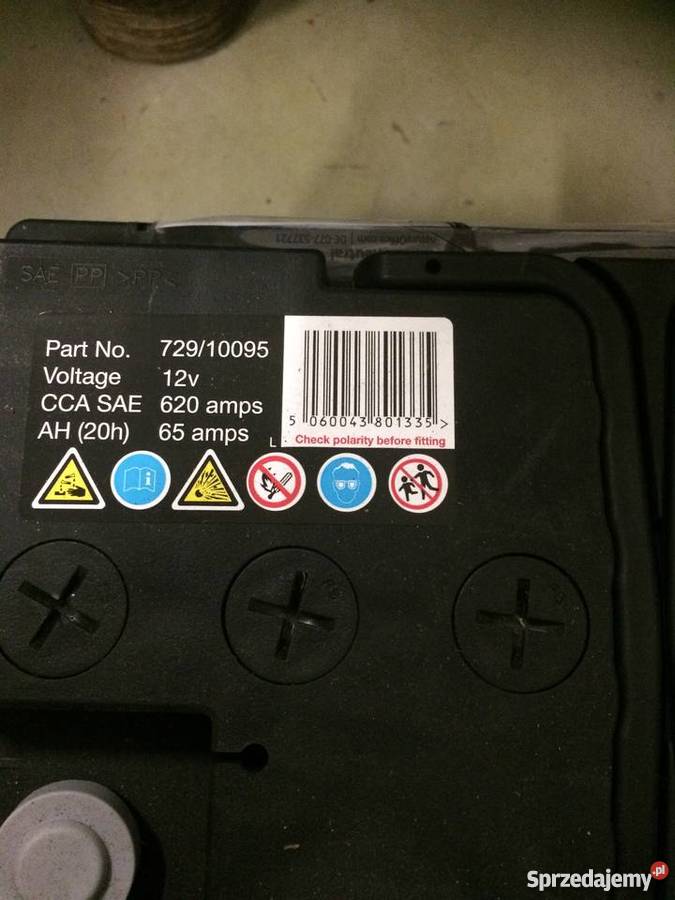 SAE PP >PP<
Part No. 729/10095
Voltage 12v
CCA SAE 620 amps
AH (20h) 65 amps
L
5 060043 801335 >
Check polarity before fitting
Sprzedajemy.pl